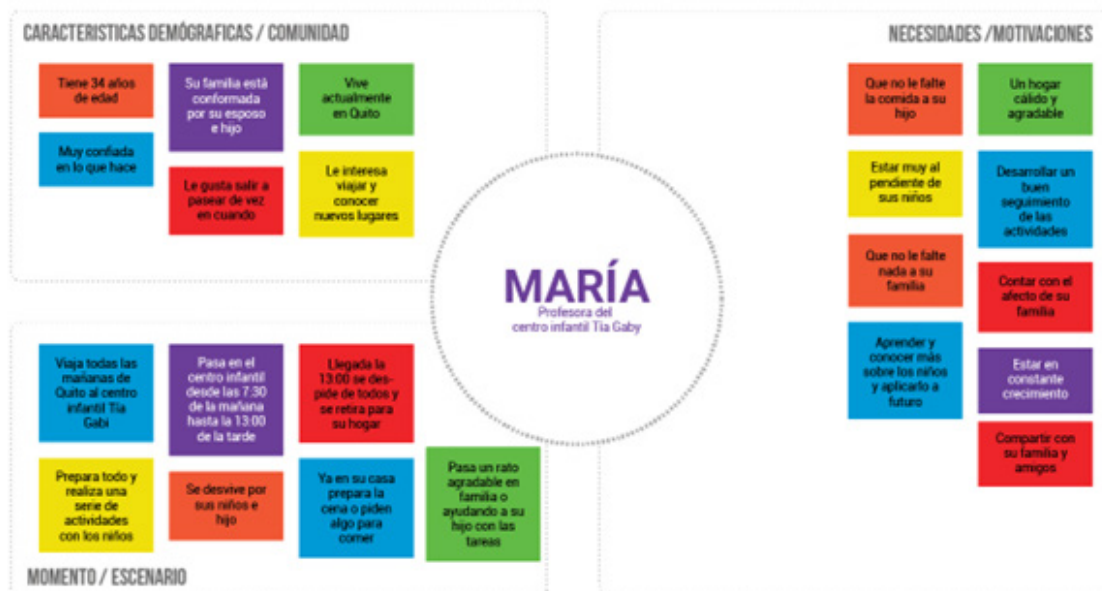 CARACTERISTICAS DEMÓGRAFICAS / COMUNIDAD
Tiene 34 años
de edad
Su familia está
conformada
por su esposo
e hijo
Vive
actualmente
en Quito
Muy confiada
en lo que hace
Le gusta salir a
pasear de vez
en cuando
Le interesa
viajar y
conocer
nuevos lugares
NECESIDADES /MOTIVACIONES
Que no le falte
la comida a su
hijo
Un hogar
cálido y
agradable
Estar muy al
pendiente de
sus niños
Desarrollar un
buen
seguimiento
de las
actividades
Que no le falte
nada a su
familia
Contar con el
afecto de su
familia
Aprender y
conocer más
sobre los niños
y aplicarlo a
futuro
Estar en
constante
crecimiento
Compartir con
su familia y
amigos
MARÍA
Profesora del
centro infantil Tía Gaby
Viaja todas las
mañanas de
Quito al centro
infantil Tía
Gabi
Pasa en el
centro infantil
desde las 7:30
de la mañana
hasta la 13:00
de la tarde
Llegada la
13:00 se des-
pide de todos y
se retira para
su hogar
Prepara todo y
realiza una
serie de
actividades
con los niños
Se desvive por
sus niños e
hijo
Ya en su casa
prepara la
cena o piden
algo para
comer
Pasa un rato
agradable en
familia o
ayudando a su
hijo con las
tareas
MOMENTO / ESCENARIO